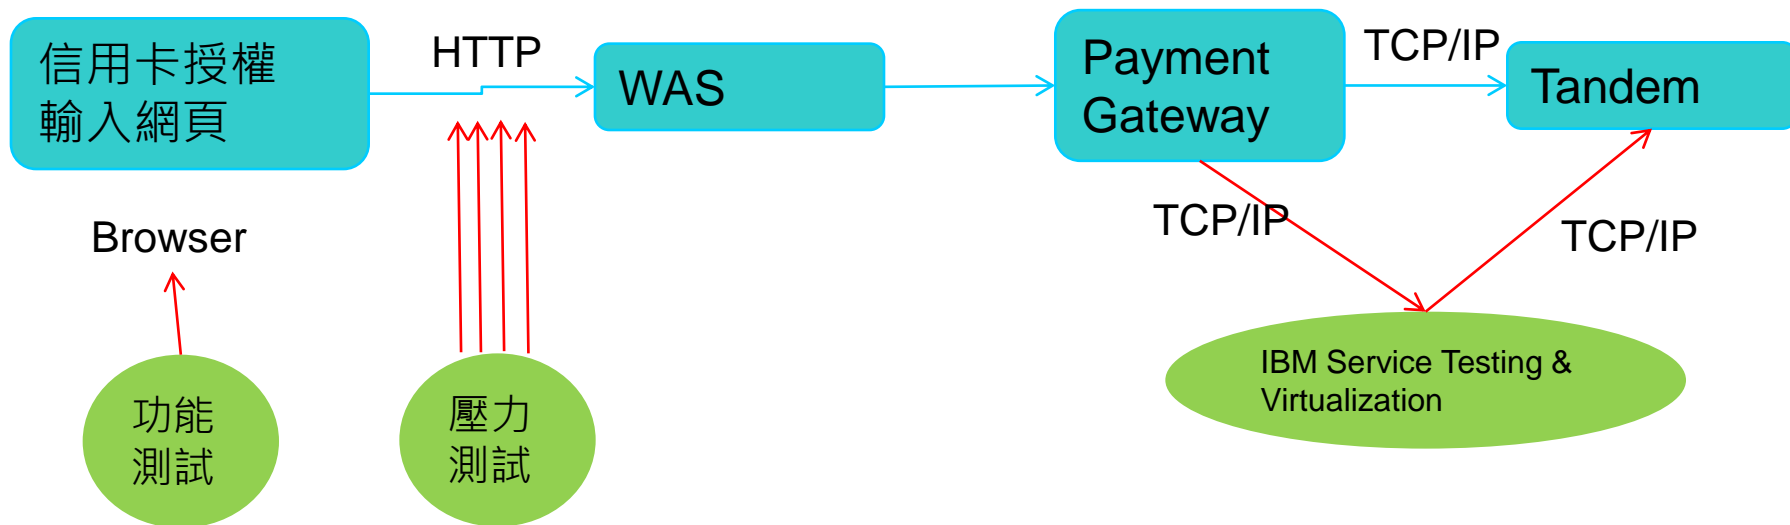 信用卡授權
輸入網頁
HTTP
WAS
Payment
Gateway
TCP/IP
Tandem
Browser
TCP/IP
TCP/IP
功能
測試
壓力
測試
IBM Service Testing &
Virtualization